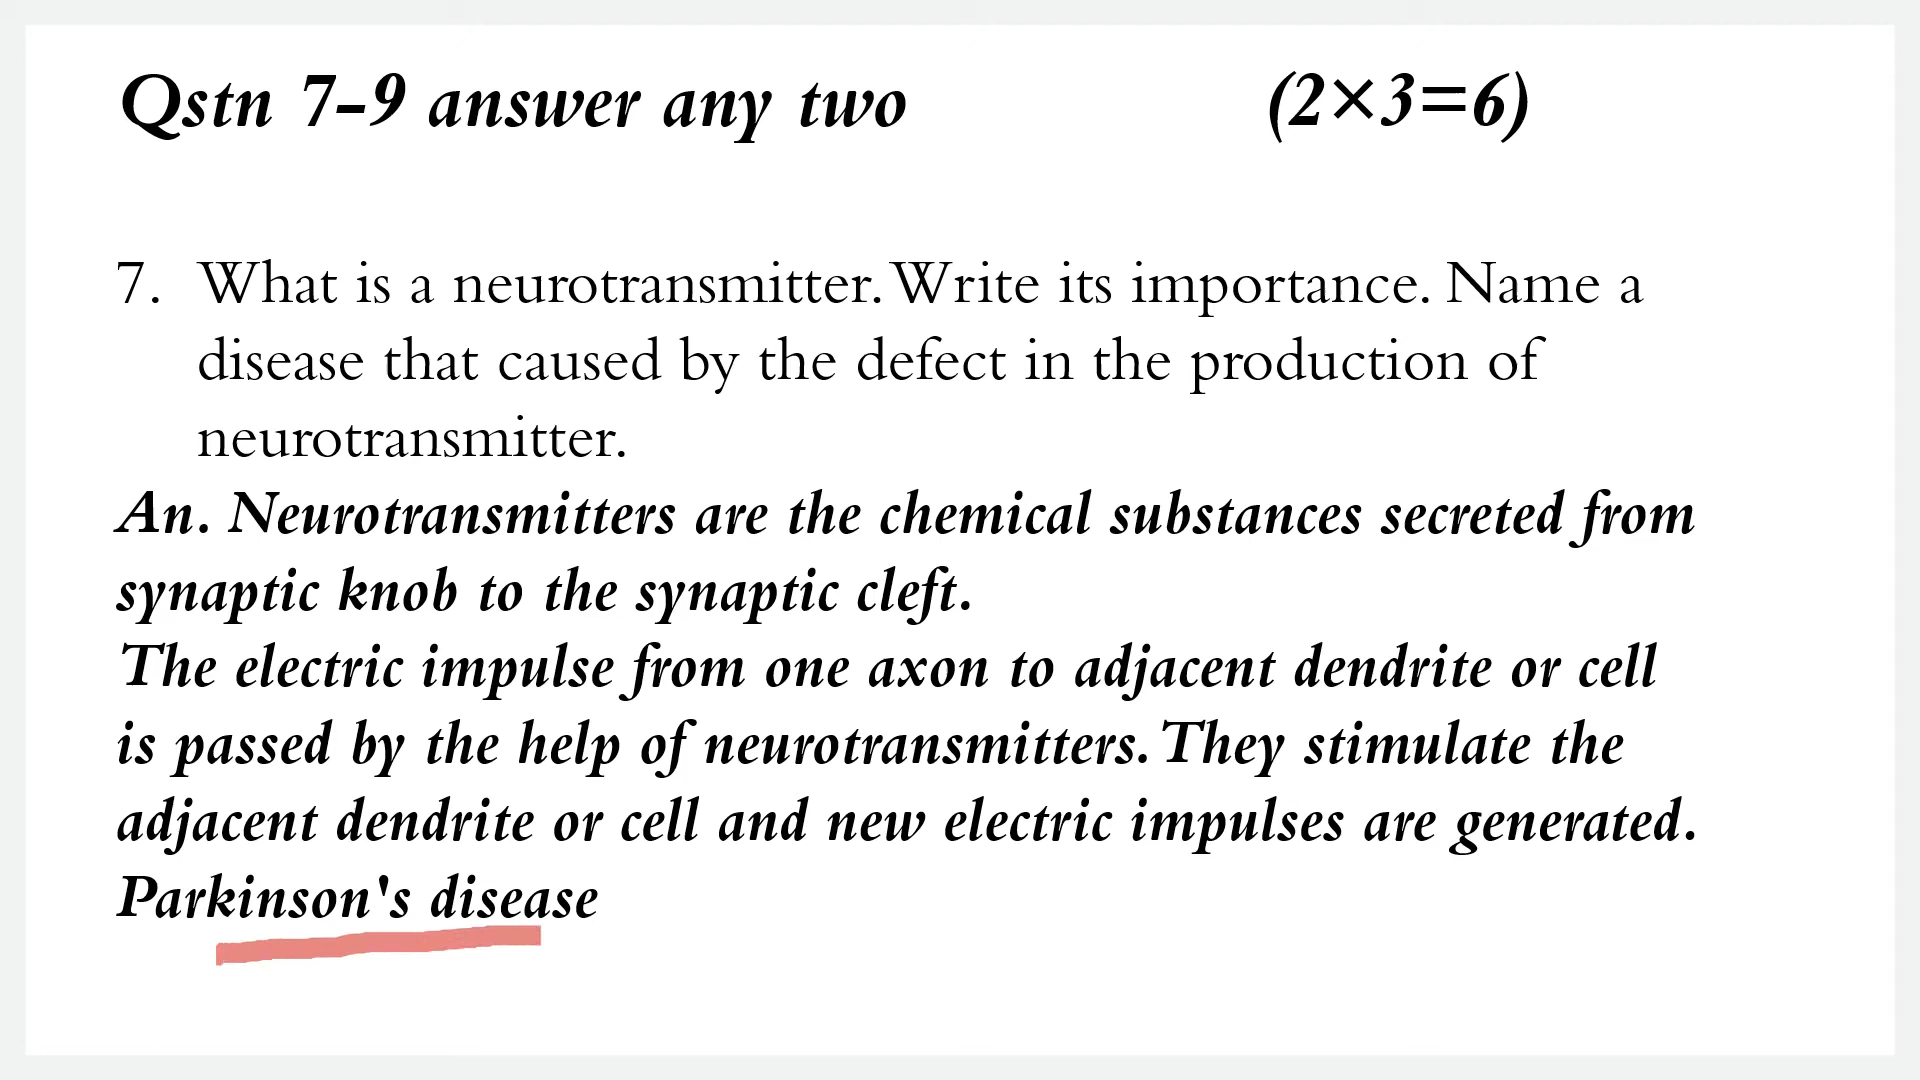 Qstn 7-9 answer any two (2×3=6)
7. What is a neurotransmitter. Write its importance. Name a
disease that caused by the defect in the production of
neurotransmitter.
An. Neurotransmitters are the chemical substances secreted from
synaptic knob to the synaptic cleft.
The electric impulse from one axon to adjacent dendrite or cell
is passed by the help of neurotransmitters. They stimulate the
adjacent dendrite or cell and new electric impulses are generated.
Parkinson's disease